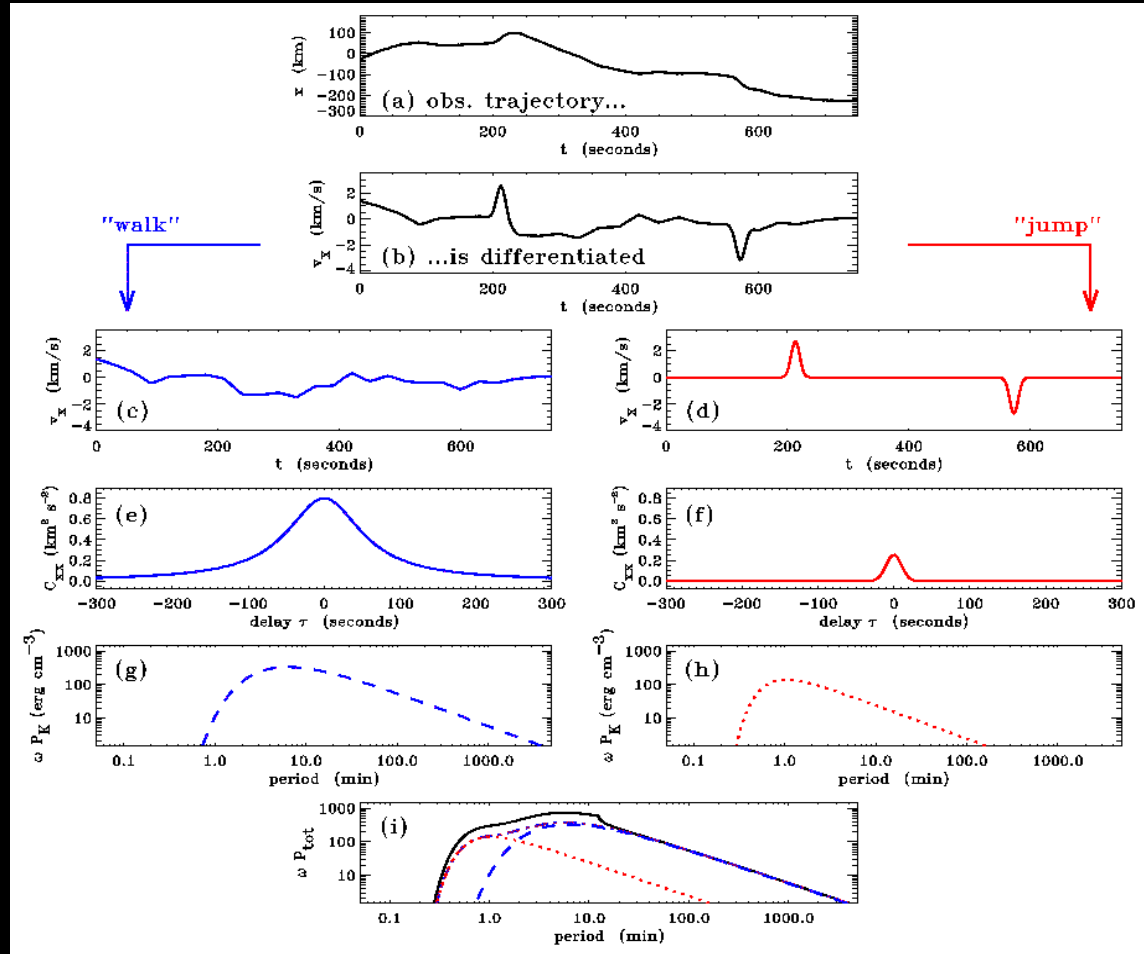 100
0
-100
-200
-300
x (km)
(a) obs. trajectory...
0 200 400 600
t (seconds)
2
0
-2
-4
v_x (km/s)
(b) ...is differentiated
0 200 400 600
t (seconds)
"walk"
"jump"
2
0
-2
-4
v_x (km/s)
(c)
0 200 400 600
t (seconds)
2
0
-2
-4
v_x (km/s)
(d)
0 200 400 600
t (seconds)
0.8
0.6
0.4
0.2
0.0
C_xx (km² s⁻²)
(e)
-300 -200 -100 0 100 200 300
delay τ (seconds)
0.8
0.6
0.4
0.2
0.0
C_xx (km² s⁻²)
(f)
-300 -200 -100 0 100 200 300
delay τ (seconds)
1000
100
10
ω P_K (erg cm⁻³)
(g)
0.1 1.0 10.0 100.0 1000.0
period (min)
1000
100
10
ω P_K (erg cm⁻³)
(h)
0.1 1.0 10.0 100.0 1000.0
period (min)
1000
100
10
ω P_tot
(i)
0.1 1.0 10.0 100.0 1000.0
period (min)